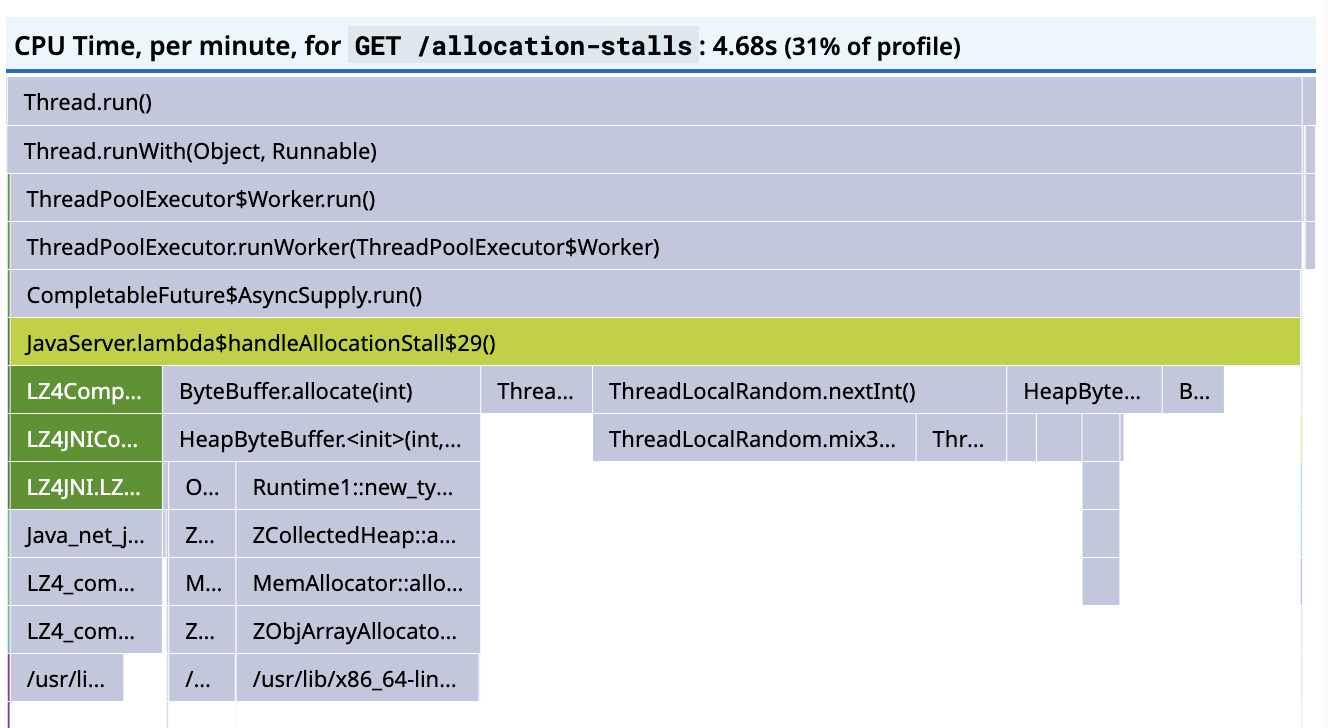 CPU Time, per minute, for GET /allocation-stalls: 4.68s (31% of profile)
Thread.run()
Thread.runWith(Object, Runnable)
ThreadPoolExecutor$Worker.run()
ThreadPoolExecutor.runWorker(ThreadPoolExecutor$Worker)
CompletableFuture$AsyncSupply.run()
JavaServer.lambda$handleAllocationStall$29()
LZ4Comp... ByteBuffer.allocate(int) Threa... ThreadLocalRandom.nextInt() HeapByte... B...
LZ4JNICo... HeapByteBuffer.<init>(int,... ThreadLocalRandom.mix3... Thr...
LZ4JNI.LZ... O... Runtime1::new_ty...
Java_net_j... Z... ZCollectedHeap::a...
LZ4_com... M... MemAllocator::allo...
LZ4_com... Z... ZObjArrayAllocato...
/usr/li... /... /usr/lib/x86_64-lin...